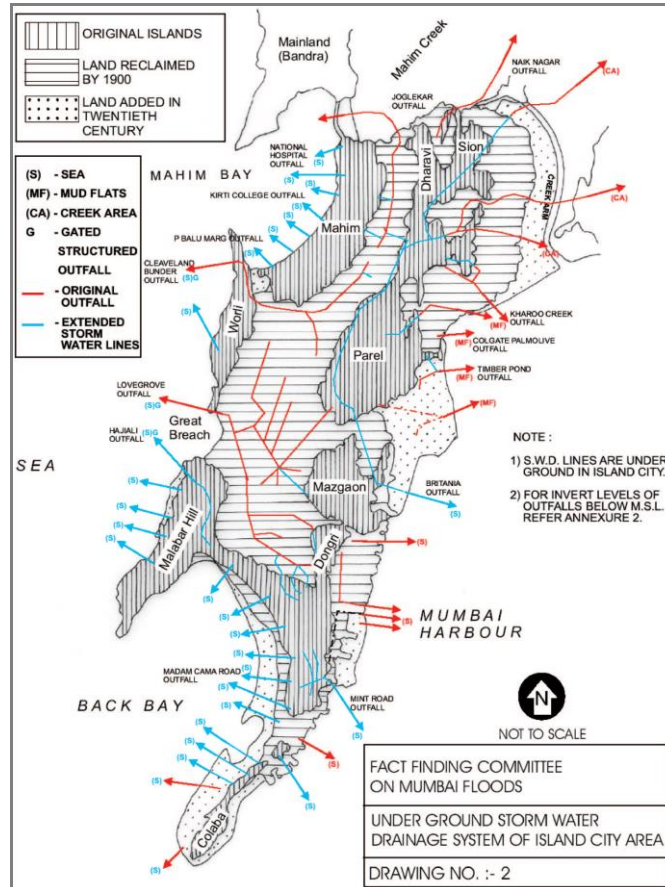 ORIGINAL ISLANDS
LAND RECLAIMED
BY 1900
LAND ADDED IN
TWENTIETH
CENTURY
(S) - SEA
(MF) - MUD FLATS
(CA) - CREEK AREA
G - GATED
STRUCTURED
OUTFALL
- ORIGINAL
OUTFALL
- EXTENDED
STORM
WATER LINES
Mainland
(Bandra)
Mahim Creek
NAIK NAGAR
OUTFALL
(CA)
JOGLEKAR
OUTFALL
NATIONAL
HOSPITAL
OUTFALL
(S)
MAHIM BAY
(S)
KIRTI COLLEGE OUTFALL
(S)
(S)
(S)
Sion
Dharavi
CREEK ARM
(CA)
Mahim
P BALU MARG OUTFALL
(S)
(S)
CLEAVELAND
BUNDER
OUTFALL
(S)G
(CA)
Worli
(S)
KHAROO CREEK
OUTFALL
(MF)
(MF) COLGATE PALMOLIVE
OUTFALL
Parel
TIMBER POND
(MF) OUTFALL
(MF)
LOVEGROVE
OUTFALL
(S)G
Great
Breach
HAJIALI
OUTFALL
(S)G
SEA
NOTE :
1) S.W.D. LINES ARE UNDER
GROUND IN ISLAND CITY.
2) FOR INVERT LEVELS OF
OUTFALLS BELOW M.S.L.
REFER ANNEXURE 2.
Mazgaon
BRITANIA
OUTFALL
(S)
(S)
(S)
(S)
(S)
Malabar Hill
Dongri
(S)
(S)
(S)
(S)
(S)
MUMBAI
HARBOUR
(S)
MADAM CAMA ROAD
OUTFALL
(S)
(S)
(S)
BACK BAY
MINT ROAD
OUTFALL
(S)
N
NOT TO SCALE
(S)
(S)
(S)
(S)
(S)
(S)
Colaba
(S)
FACT FINDING COMMITTEE
ON MUMBAI FLOODS
UNDER GROUND STORM WATER
DRAINAGE SYSTEM OF ISLAND CITY AREA
DRAWING NO. :- 2